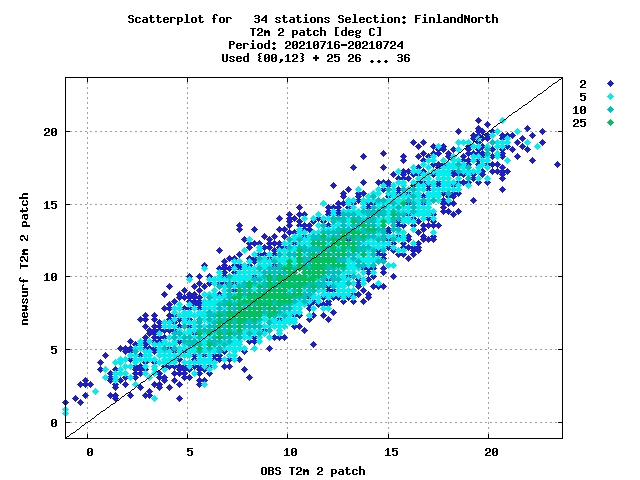 Scatterplot for   34 stations Selection: FinlandNorth
T2m 2 patch [deg C]
Period: 20210716-20210724
Used {00,12} + 25 26 ... 36
2
5
10
25
newsurf T2m 2 patch
20
15
10
5
0
0 5 10 15 20
OBS T2m 2 patch